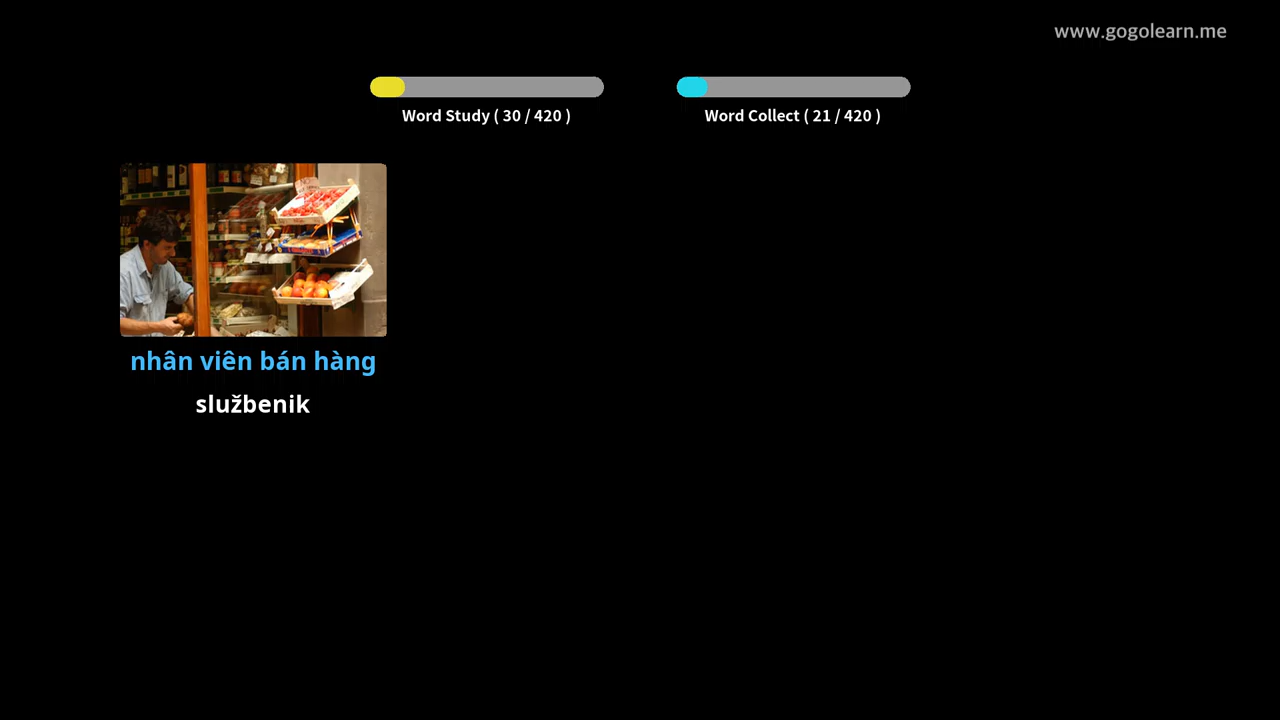 www.gogolearn.me
Word Study ( 30 / 420 )
Word Collect ( 21 / 420 )
nhân viên bán hàng
službenik